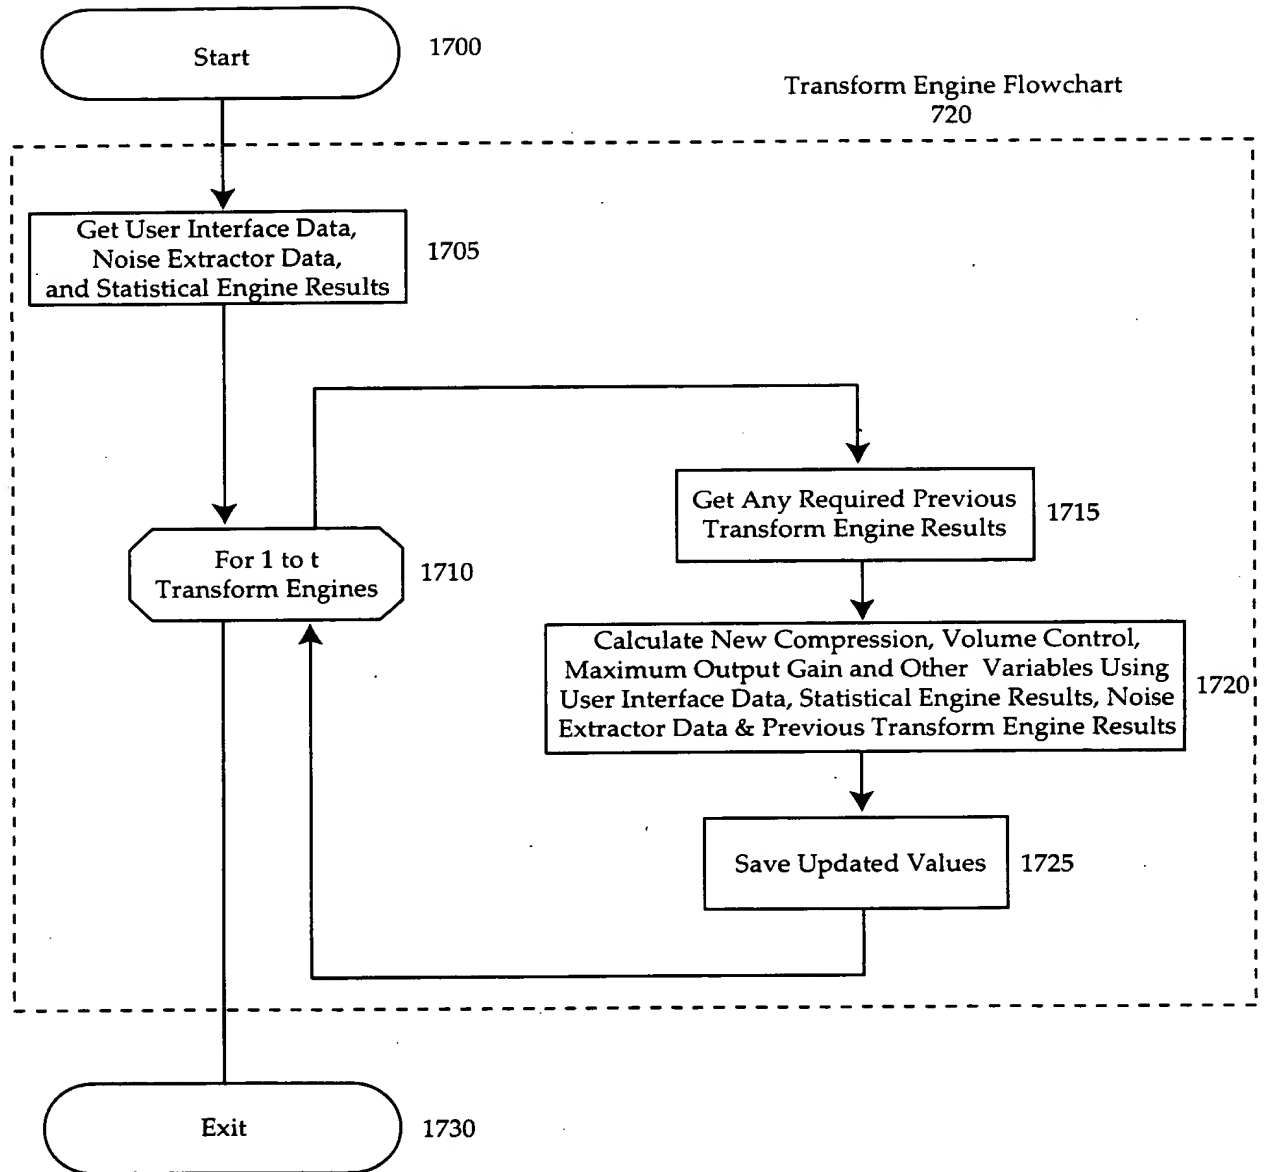 Start
1700
Transform Engine Flowchart
720
Get User Interface Data,
Noise Extractor Data,
and Statistical Engine Results
1705
For 1 to t
Transform Engines
1710
Get Any Required Previous
Transform Engine Results
1715
Calculate New Compression, Volume Control,
Maximum Output Gain and Other Variables Using
User Interface Data, Statistical Engine Results, Noise
Extractor Data & Previous Transform Engine Results
1720
Save Updated Values
1725
Exit
1730